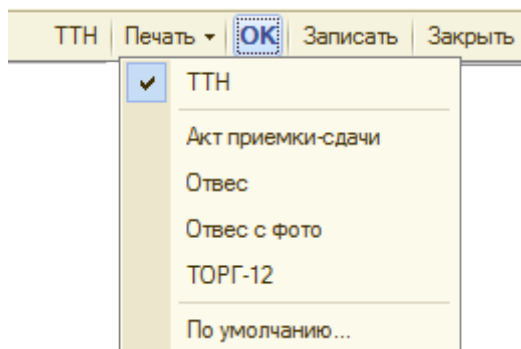 ТТН Печать OK Записать Закрыть
ТТН
Акт приемки-сдачи
Отвес
Отвес с фото
ТОРГ-12
По умолчанию...